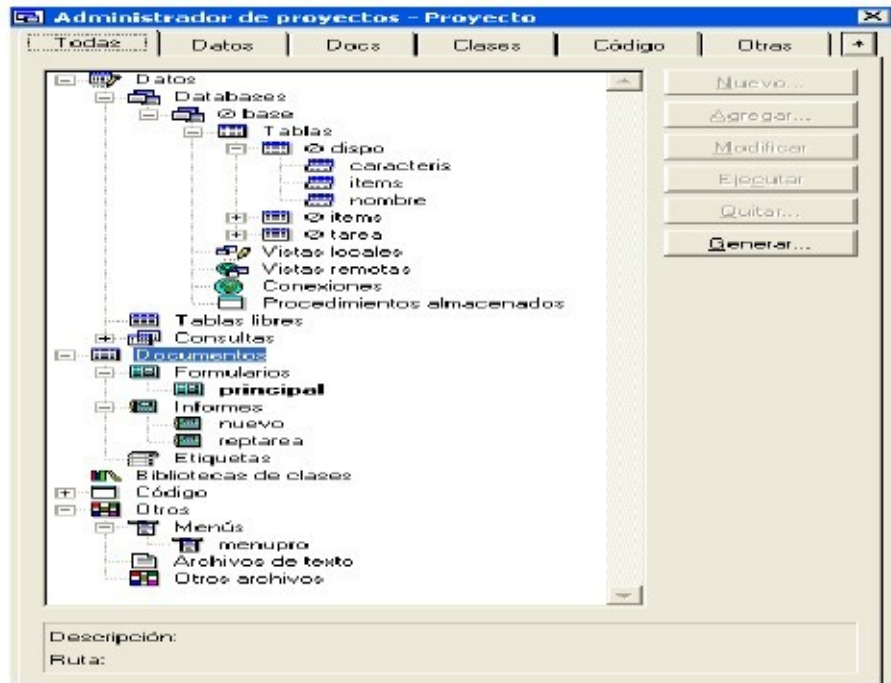 Administrador de proyectos - Proyecto
Todas Datos Docs Clases Código Otras
Datos
Databases
base
Tablas
dispo
caracteris
items
nombre
items
tarea
Vistas locales
Vistas remotas
Conexiones
Procedimientos almacenados
Tablas libres
Consultas
Documentos
Formularios
principal
Informes
nuevo
reptarea
Etiquetas
Bibliotecas de clases
Código
Otros
Menús
menupro
Archivos de texto
Otros archivos
Nuevo...
Agregar...
Modificar
Ejecutar
Quitar...
Generar...
Descripción:
Ruta: